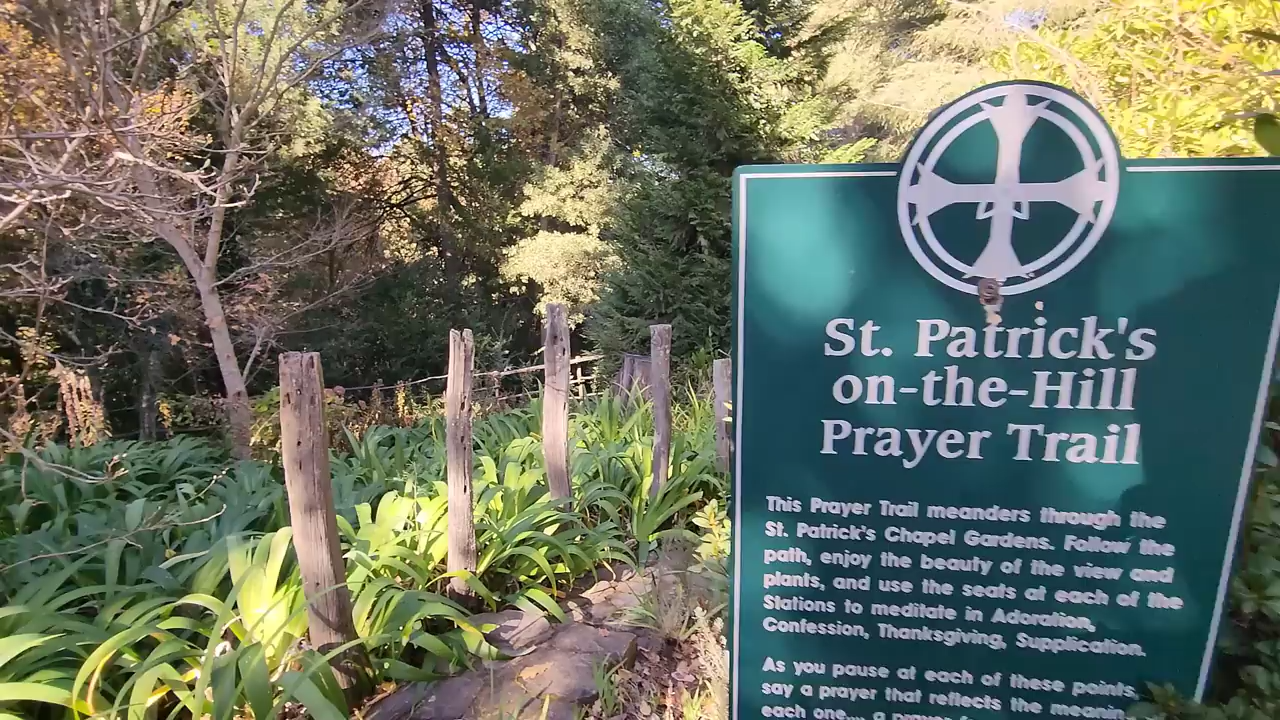 St. Patrick's
on-the-Hill
Prayer Trail
This Prayer Trail meanders through the
St. Patrick's Chapel Gardens. Follow the
path, enjoy the beauty of the view and
plants, and use the seats at each of the
Stations to meditate in Adoration,
Confession, Thanksgiving, Supplication.
As you pause at each of these points,
say a prayer that reflects the meaning
each one.... a prayer